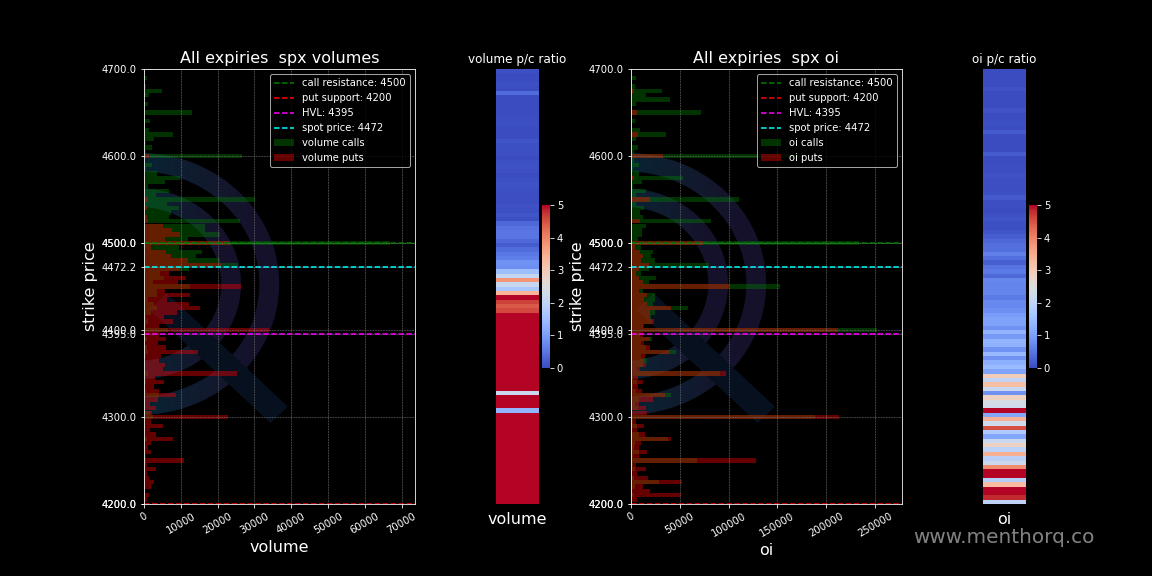 All expiries  spx volumes
volume p/c ratio
All expiries  spx oi
oi p/c ratio
4700.0
4600.0
4500.0
4472.2
4400.0
4395.0
4300.0
4200.0
strike price
call resistance: 4500
put support: 4200
HVL: 4395
spot price: 4472
volume calls
volume puts
0
10000
20000
30000
40000
50000
60000
70000
volume
5
4
3
2
1
0
volume
4700.0
4600.0
4500.0
4472.2
4400.0
4395.0
4300.0
4200.0
strike price
call resistance: 4500
put support: 4200
HVL: 4395
spot price: 4472
oi calls
oi puts
0
50000
100000
150000
200000
250000
oi
5
4
3
2
1
0
oi
www.menthorq.co